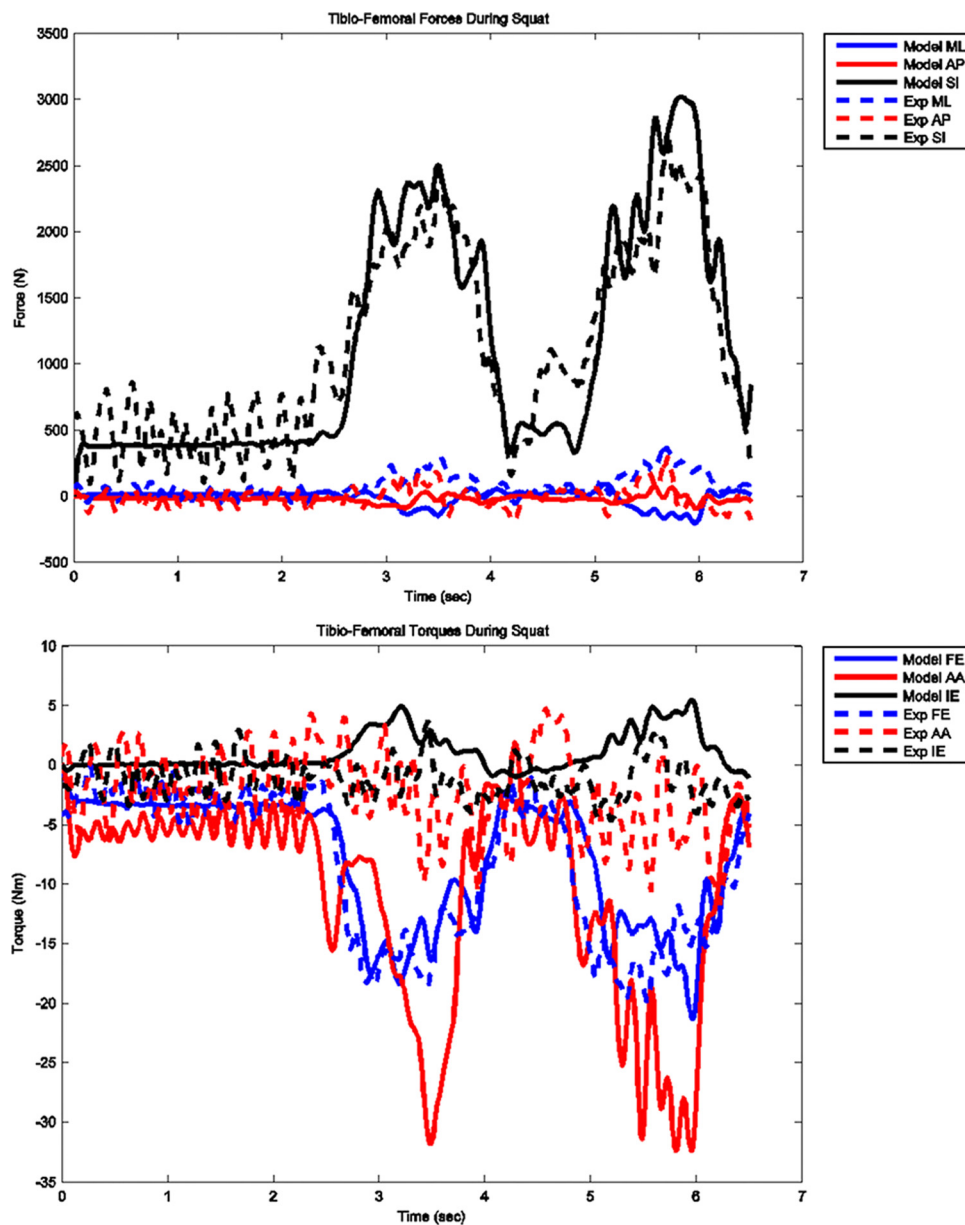 Tibio-Femoral Forces During Squat
3500
3000
2500
2000
1500
1000
500
0
-500
Force (N)
0 1 2 3 4 5 6 7
Time (sec)
Model ML
Model AP
Model SI
Exp ML
Exp AP
Exp SI
Tibio-Femoral Torques During Squat
10
5
0
-5
-10
-15
-20
-25
-30
-35
Torque (Nm)
0 1 2 3 4 5 6 7
Time (sec)
Model FE
Model AA
Model IE
Exp FE
Exp AA
Exp IE